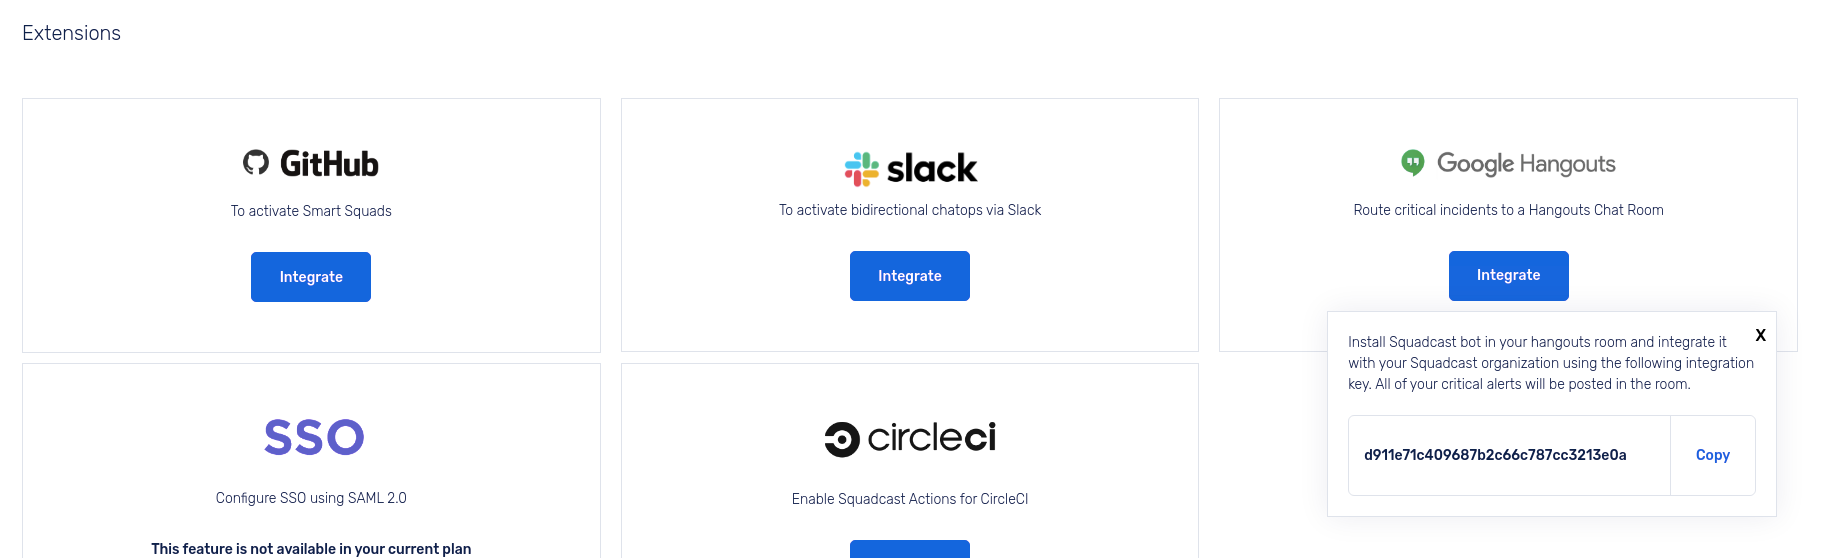 Extensions
GitHub
To activate Smart Squads
Integrate
slack
To activate bidirectional chatops via Slack
Integrate
Google Hangouts
Route critical incidents to a Hangouts Chat Room
Integrate
X
Install Squadcast bot in your hangouts room and integrate it
with your Squadcast organization using the following integration
key. All of your critical alerts will be posted in the room.
d911e71c409687b2c66c787cc3213e0a
Copy
SSO
Configure SSO using SAML 2.0
This feature is not available in your current plan
circleci
Enable Squadcast Actions for CircleCI